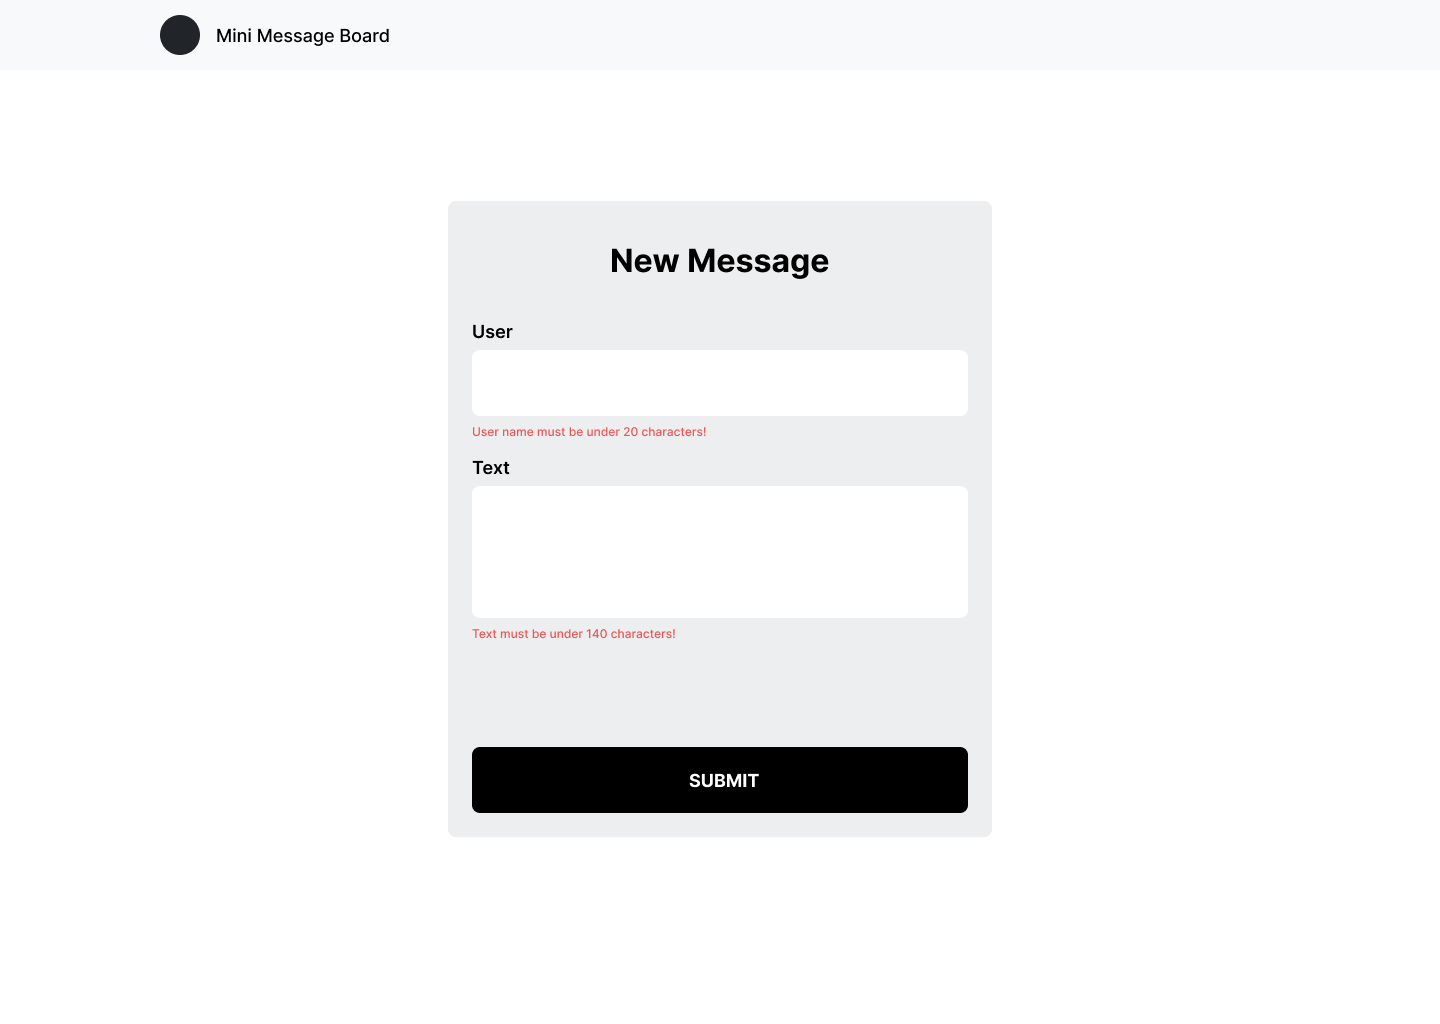 Mini Message Board
New Message
User
User name must be under 20 characters!
Text
Text must be under 140 characters!
SUBMIT